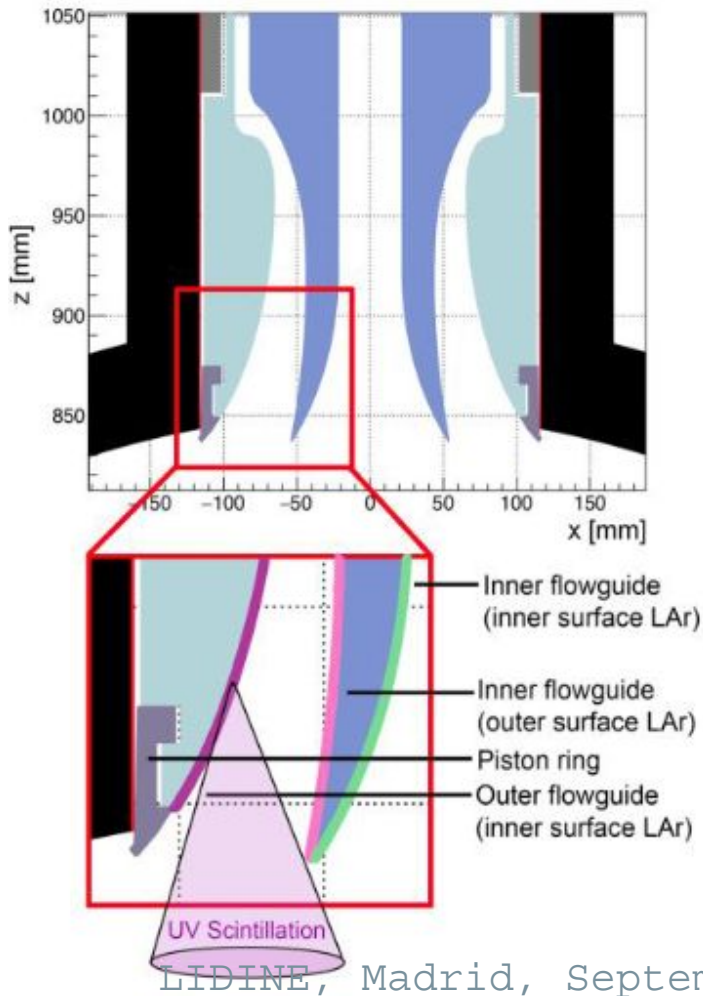 1050
1000
950
900
850
z [mm]
−150 −100 −50 0 50 100 150
x [mm]
Inner flowguide
(inner surface LAr)
Inner flowguide
(outer surface LAr)
Piston ring
Outer flowguide
(inner surface LAr)
UV Scintillation
LIDINE, Madrid, Septem